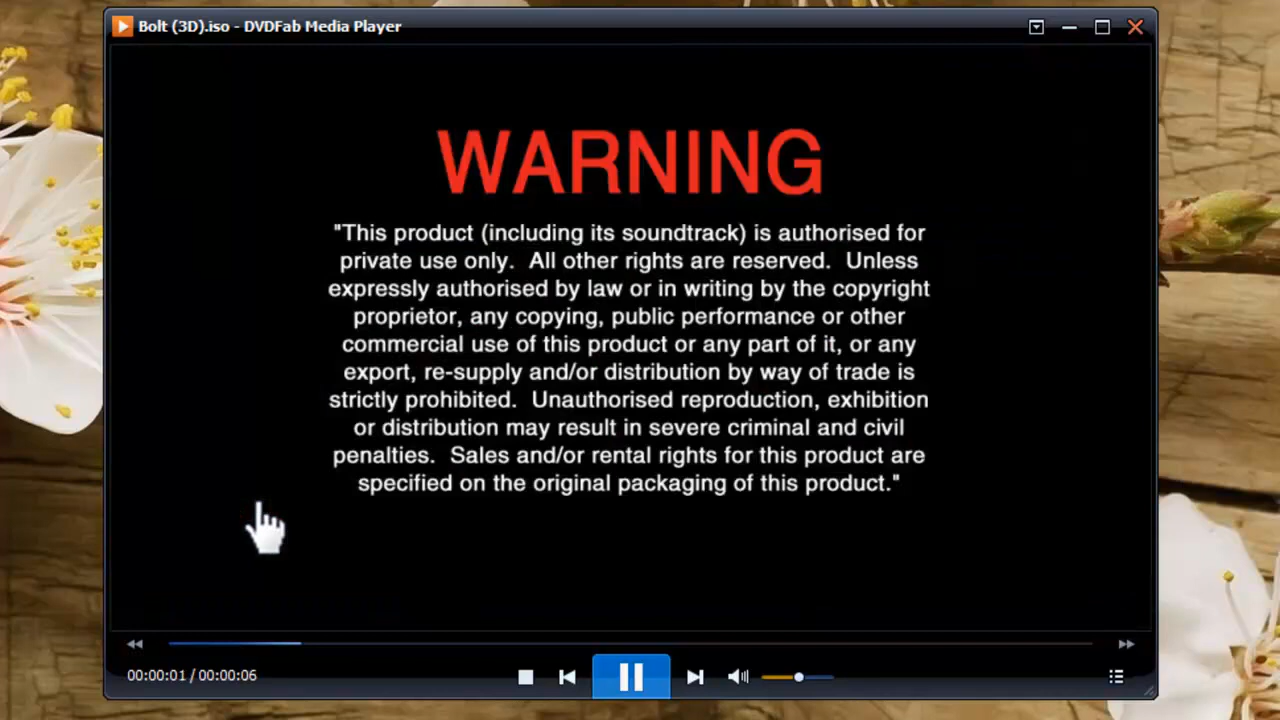 Bolt (3D).iso - DVDFab Media Player
WARNING
"This product (including its soundtrack) is authorised for
private use only. All other rights are reserved. Unless
expressly authorised by law or in writing by the copyright
proprietor, any copying, public performance or other
commercial use of this product or any part of it, or any
export, re-supply and/or distribution by way of trade is
strictly prohibited. Unauthorised reproduction, exhibition
or distribution may result in severe criminal and civil
penalties. Sales and/or rental rights for this product are
specified on the original packaging of this product."
00:00:01 / 00:00:06